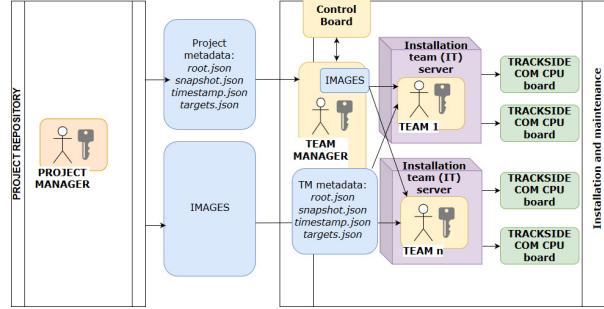 PROJECT REPOSITORY
PROJECT
MANAGER
Project
metadata:
root.json
snapshot.json
timestamp.json
targets.json
IMAGES
Control
Board
IMAGES
TEAM
MANAGER
TM metadata:
root.json
snapshot.json
timestamp.json
targets.json
Installation
team (IT)
server
TEAM 1
Installation
team (IT)
server
TEAM n
TRACKSIDE
COM CPU
board
TRACKSIDE
COM CPU
board
TRACKSIDE
COM CPU
board
TRACKSIDE
COM CPU
board
Installation and maintenance